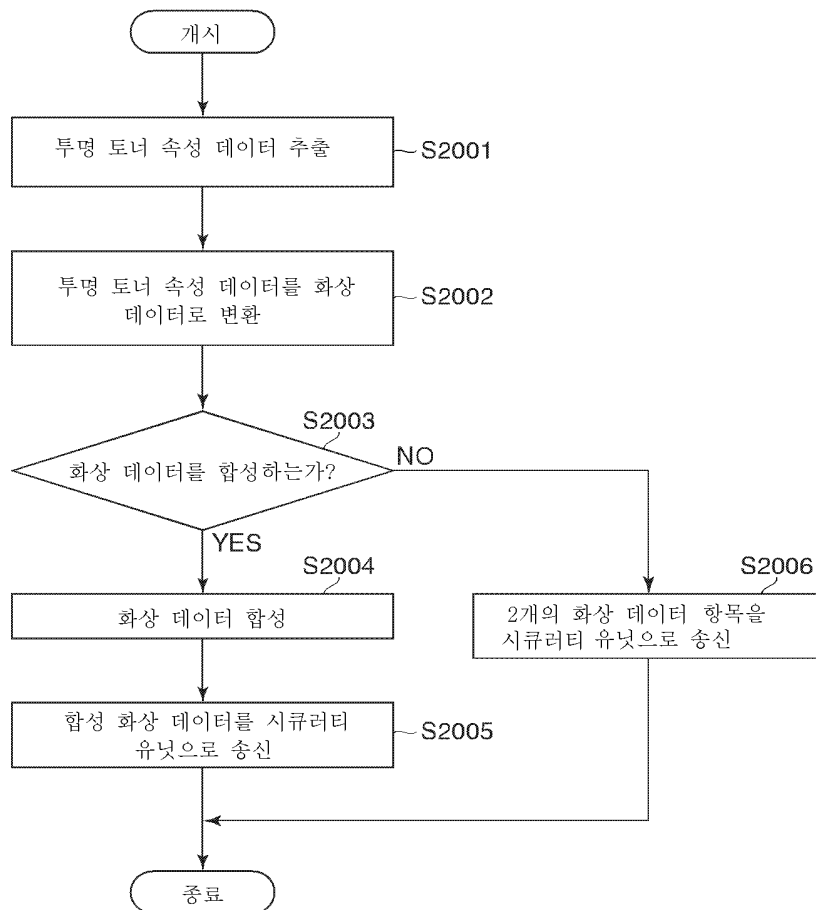 개시
투명 토너 속성 데이터 추출
S2001
투명 토너 속성 데이터를 화상
데이터로 변환
S2002
S2003
화상 데이터를 합성하는가?
NO
YES
S2004
화상 데이터 합성
S2006
2개의 화상 데이터 항목을
시큐러티 유닛으로 송신
합성 화상 데이터를 시큐러티
유닛으로 송신
S2005
종료